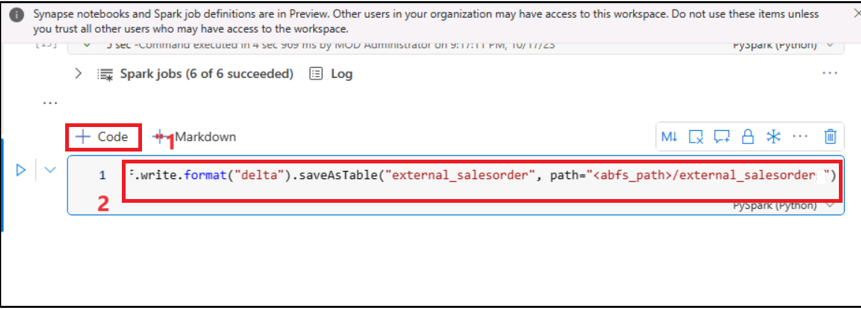 Synapse notebooks and Spark job definitions are in Preview. Other users in your organization may have access to this workspace. Do not use these items unless
you trust all other users who may have access to the workspace.
sec -Command executed in 4 sec 909 ms by MOD Administrator on 9:17:11 PM, 10/17/23 PySpark (Python)
Spark jobs (6 of 6 succeeded) Log
...
...
+ Code + Markdown M↓ ...
1
1 .write.format("delta").saveAsTable("external_salesorder", path="<abfs_path>/external_salesorder ")
2
PySpark (Python)